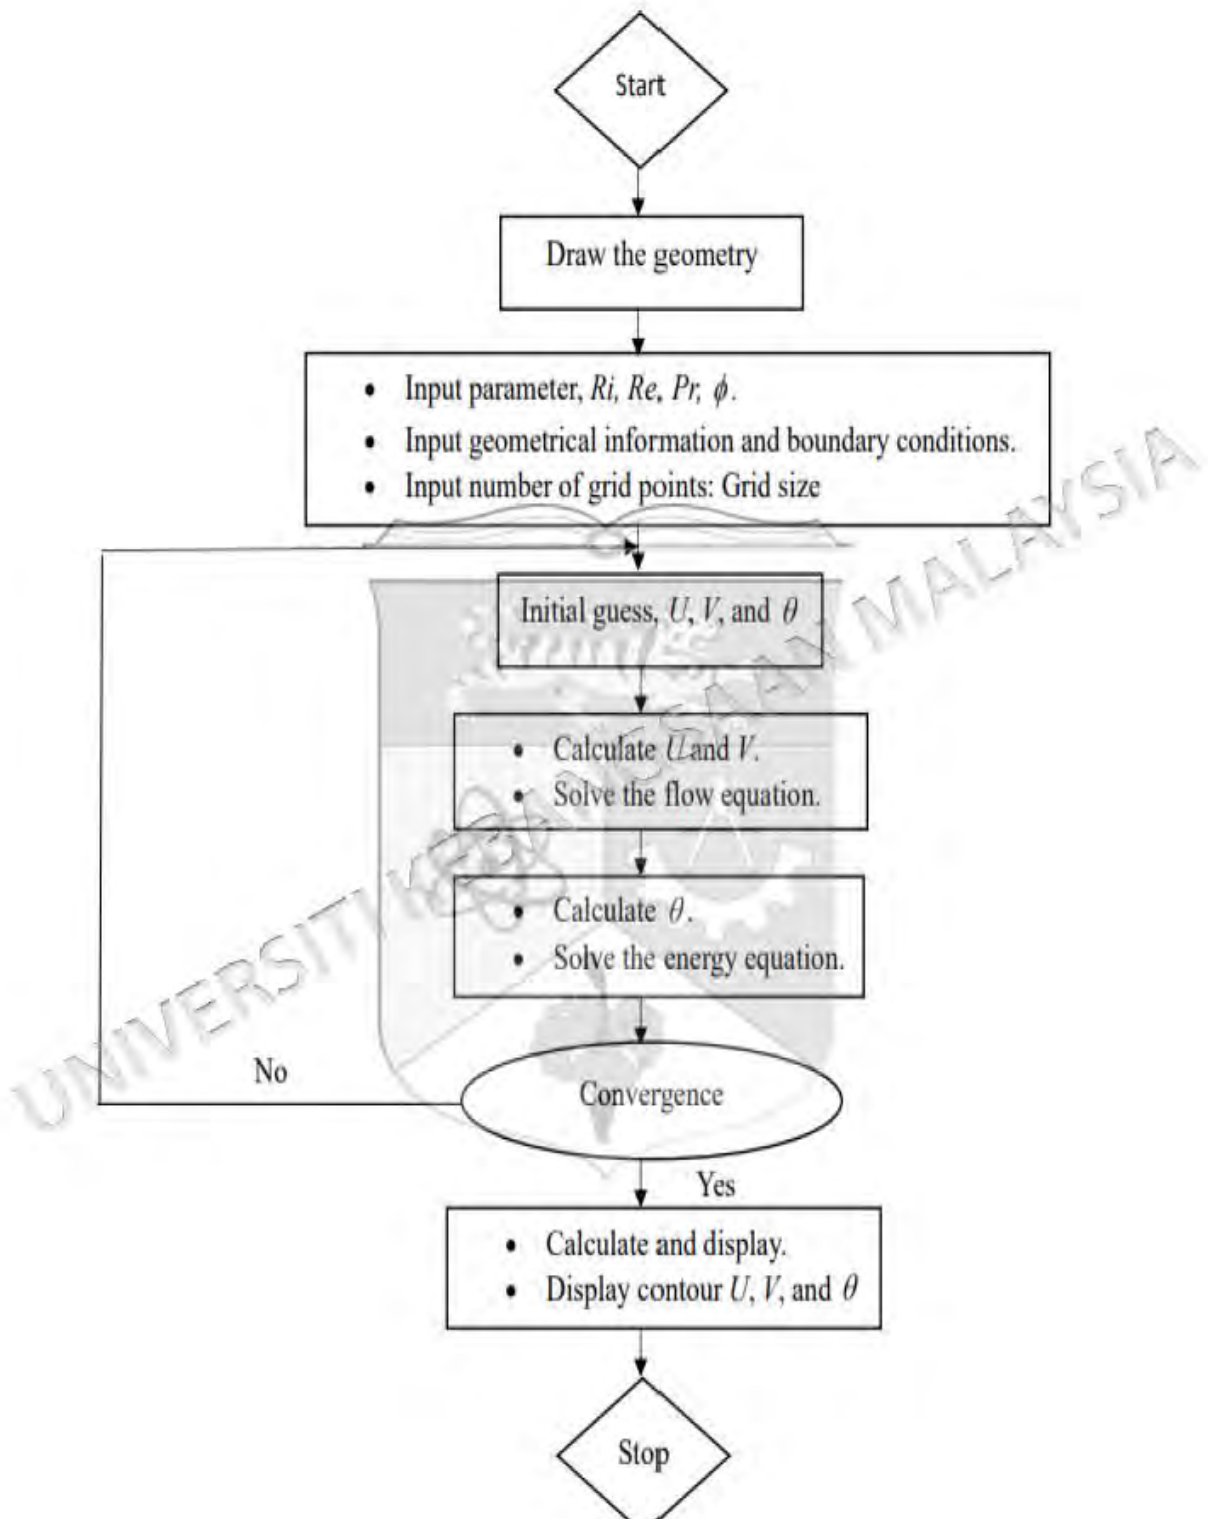 Start
Draw the geometry
• Input parameter, Ri, Re, Pr, ϕ.
• Input geometrical information and boundary conditions.
• Input number of grid points: Grid size
Initial guess, U, V, and θ
• Calculate U and V.
• Solve the flow equation.
• Calculate θ.
• Solve the energy equation.
No
Convergence
Yes
• Calculate and display.
• Display contour U, V, and θ
Stop
UNIVERSITI KEBANGSAAN MALAYSIA